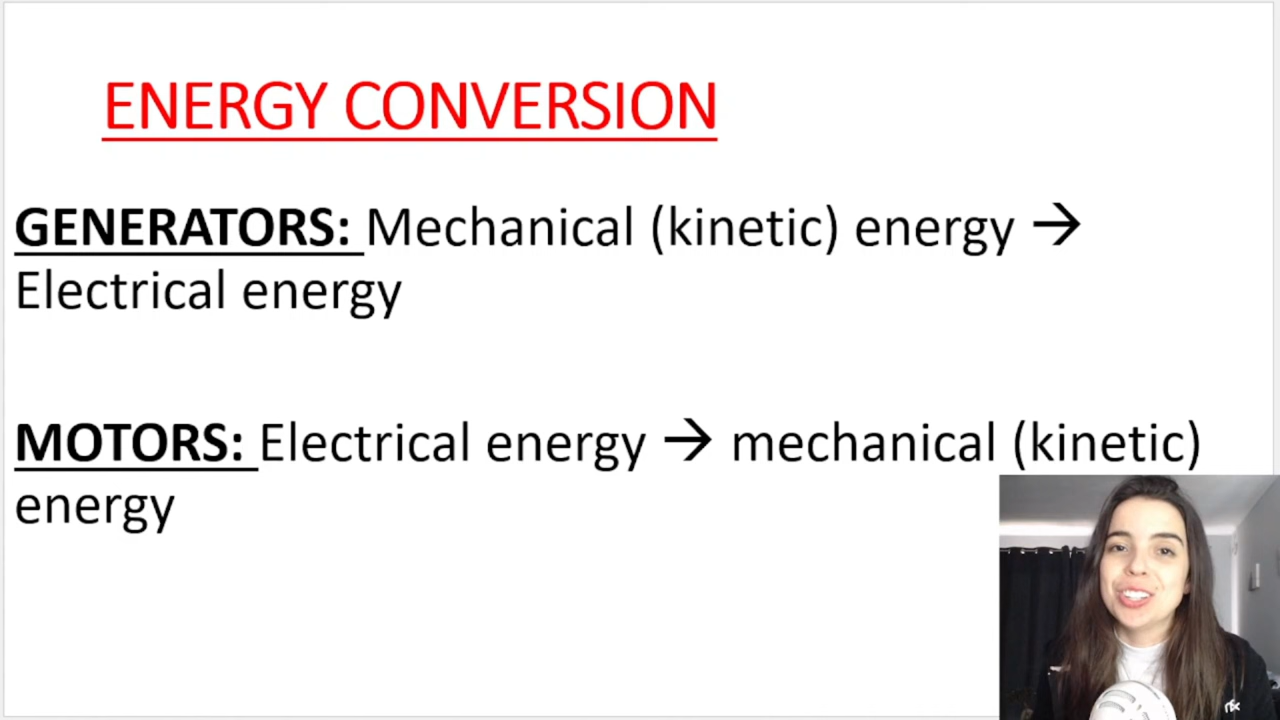 ENERGY CONVERSION
GENERATORS: Mechanical (kinetic) energy →
Electrical energy
MOTORS: Electrical energy → mechanical (kinetic)
energy